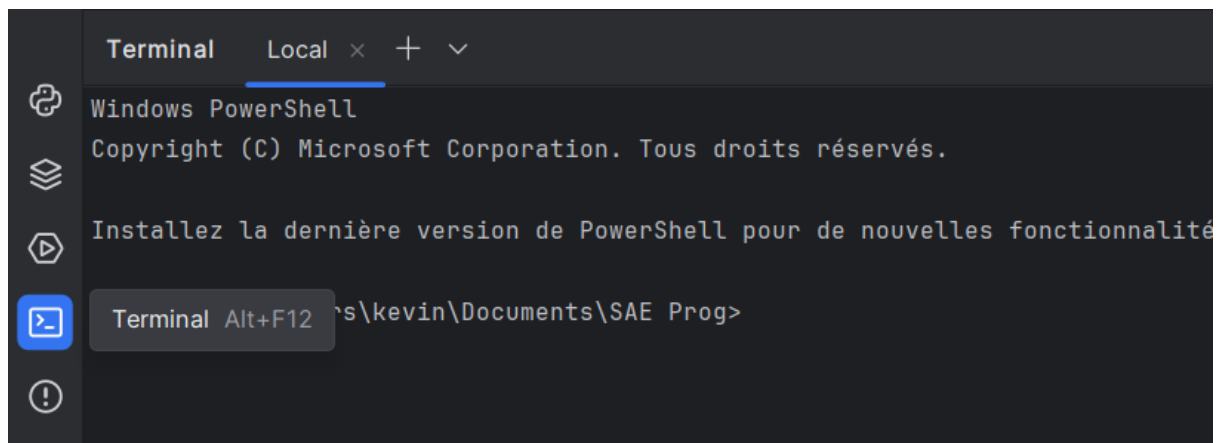 Terminal Local
Windows PowerShell
Copyright (C) Microsoft Corporation. Tous droits réservés.
Installez la dernière version de PowerShell pour de nouvelles fonctionnalité
Terminal Alt+F12 rs\kevin\Documents\SAE Prog>